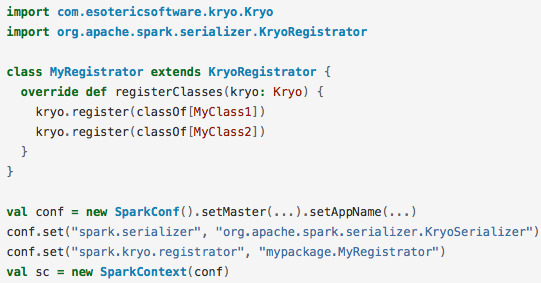 import com.esotericsoftware.kryo.Kryo
import org.apache.spark.serializer.KryoRegistrator

class MyRegistrator extends KryoRegistrator {
  override def registerClasses(kryo: Kryo) {
    kryo.register(classOf[MyClass1])
    kryo.register(classOf[MyClass2])
  }
}

val conf = new SparkConf().setMaster(...).setAppName(...)
conf.set("spark.serializer", "org.apache.spark.serializer.KryoSerializer")
conf.set("spark.kryo.registrator", "mypackage.MyRegistrator")
val sc = new SparkContext(conf)